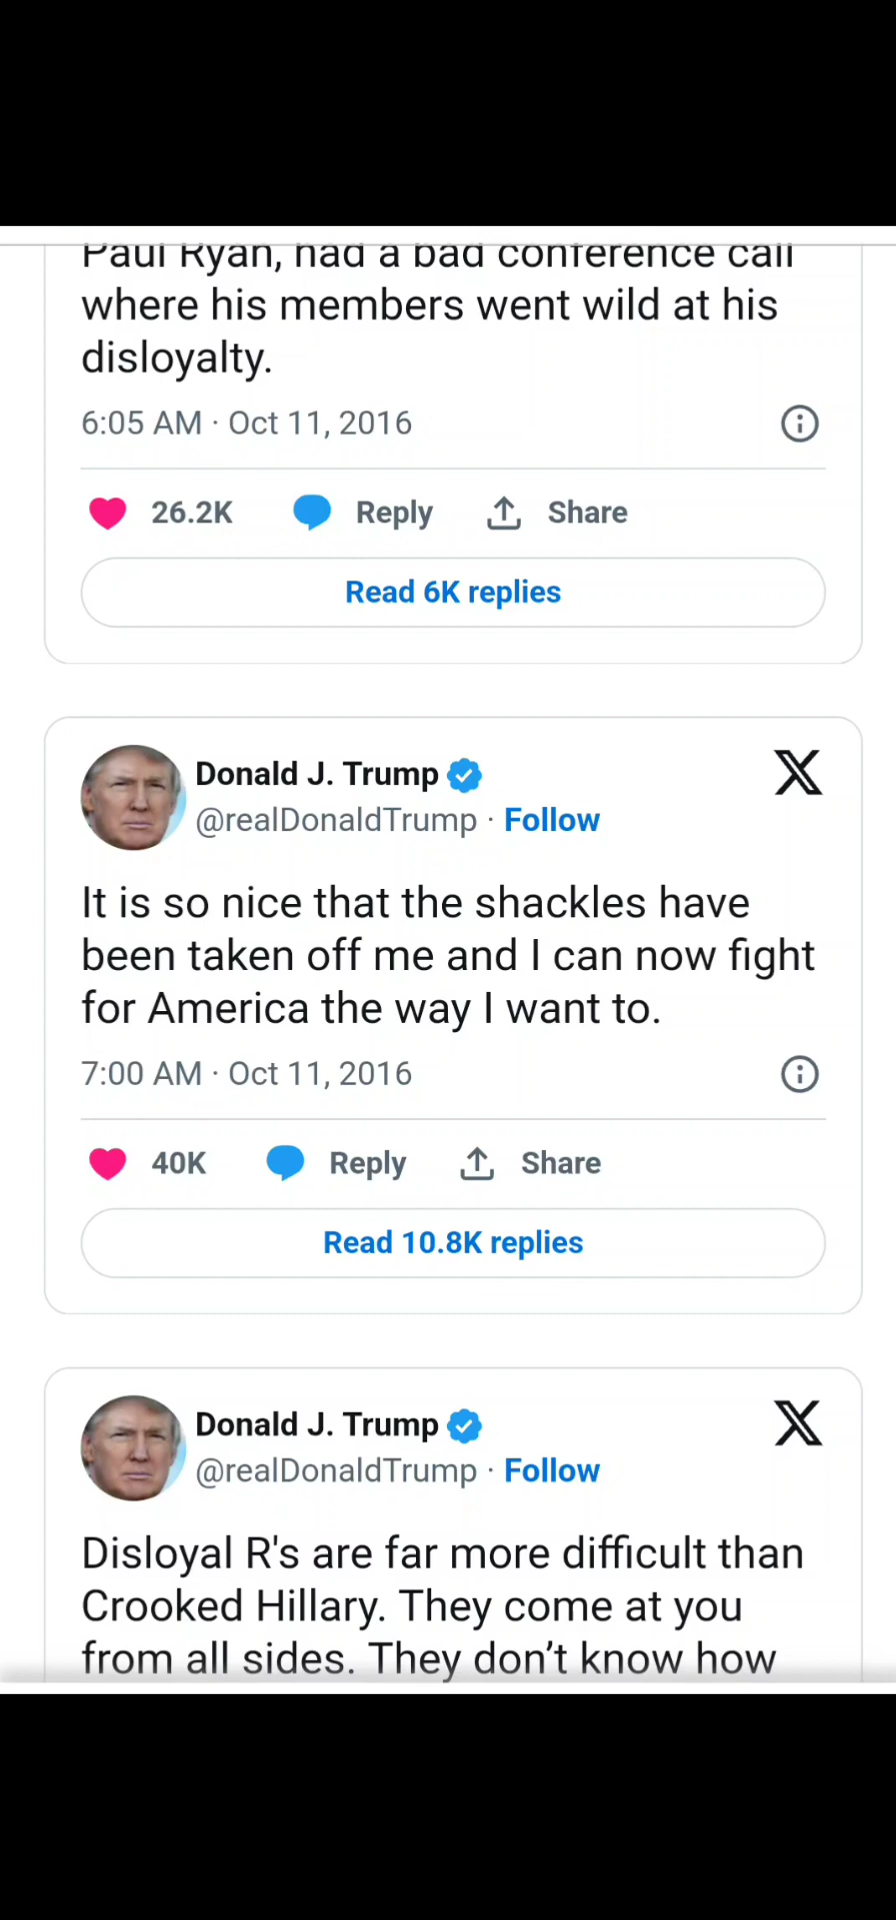 Paul Ryan, had a bad conference call
where his members went wild at his
disloyalty.
6:05 AM · Oct 11, 2016
26.2K Reply Share
Read 6K replies
Donald J. Trump
@realDonaldTrump · Follow
It is so nice that the shackles have
been taken off me and I can now fight
for America the way I want to.
7:00 AM · Oct 11, 2016
40K Reply Share
Read 10.8K replies
Donald J. Trump
@realDonaldTrump · Follow
Disloyal R's are far more difficult than
Crooked Hillary. They come at you
from all sides. They don’t know how